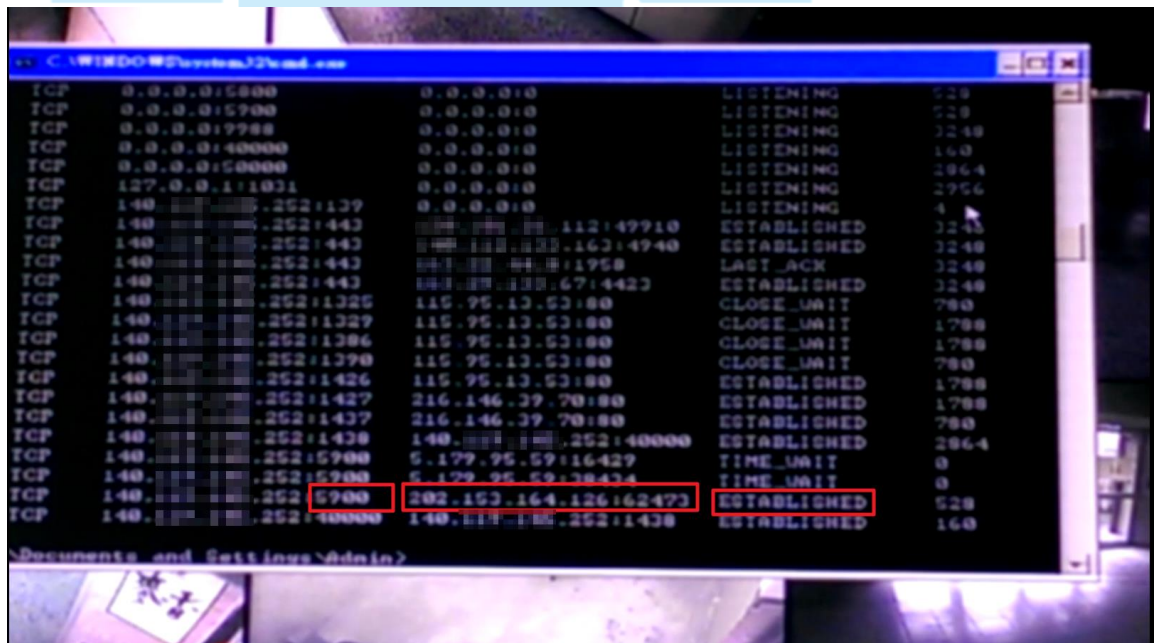 C:\WINDOWS\system32\cmd.exe
TCP 0.0.0.0:5800 0.0.0.0:0 LISTENING 528
TCP 0.0.0.0:5900 0.0.0.0:0 LISTENING 528
TCP 0.0.0.0:9988 0.0.0.0:0 LISTENING 3248
TCP 0.0.0.0:40000 0.0.0.0:0 LISTENING 160
TCP 0.0.0.0:50000 0.0.0.0:0 LISTENING 2864
TCP 127.0.0.1:1031 0.0.0.0:0 LISTENING 2956
TCP 140. .252:139 0.0.0.0:0 LISTENING 4
TCP 140. .252:443 .112:49910 ESTABLISHED 3248
TCP 140. .252:443 .163:4940 ESTABLISHED 3248
TCP 140. .252:443 :1958 LAST_ACK 3248
TCP 140. .252:443 .67:4423 ESTABLISHED 3248
TCP 140. .252:1325 115.95.13.53:80 CLOSE_WAIT 780
TCP 140. .252:1329 115.95.13.53:80 CLOSE_WAIT 1788
TCP 140. .252:1386 115.95.13.53:80 CLOSE_WAIT 1788
TCP 140. .252:1390 115.95.13.53:80 CLOSE_WAIT 780
TCP 140. .252:1426 115.95.13.53:80 ESTABLISHED 1788
TCP 140. .252:1427 216.146.39.70:80 ESTABLISHED 1788
TCP 140. .252:1437 216.146.39.70:80 ESTABLISHED 780
TCP 140. .252:1438 140. .252:40000 ESTABLISHED 2864
TCP 140. .252:5900 5.179.95.59:16429 TIME_WAIT 0
TCP 140. .252:5900 5.179.95.59:38434 TIME_WAIT 0
TCP 140. .252:5900 202.153.164.126:62473 ESTABLISHED 528
TCP 140. .252:40000 140. .252:1438 ESTABLISHED 160
\Documents and Settings\Admin>